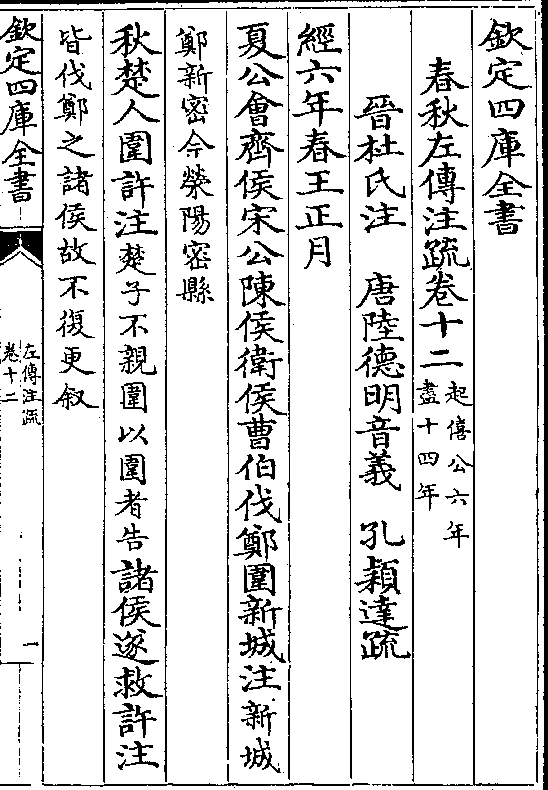 欽定四庫全書
春秋左傳注疏卷十二
起僖公六年
盡十四年
晉杜氏注 唐陸德明音義 孔穎達疏
經六年春王正月
夏公會齊侯宋公陳侯衛侯曹伯伐鄭圍新城注新城
鄭新密今滎陽密縣
秋楚人圍許注楚子不親圍以圍者告諸侯遂救許注
皆伐鄭之諸侯故不復更叙
欽定四庫全書
左傳注疏
卷十二
一